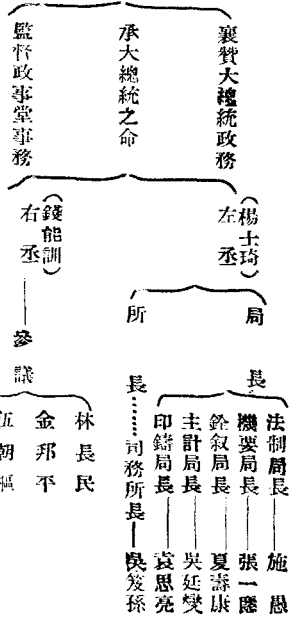 襄贊大總統政務
承大總統之命
監督政事堂事務
（楊士琦）
左丞
（錢能訓）
右丞
局長
法制局長 施愚
機要局長 張一麐
銓叙局長 夏壽康
主計局長 吳廷燮
印鑄局長 袁思亮
所長 司務所長 吳笈孫
參議
林長民
金邦平
伍朝樞